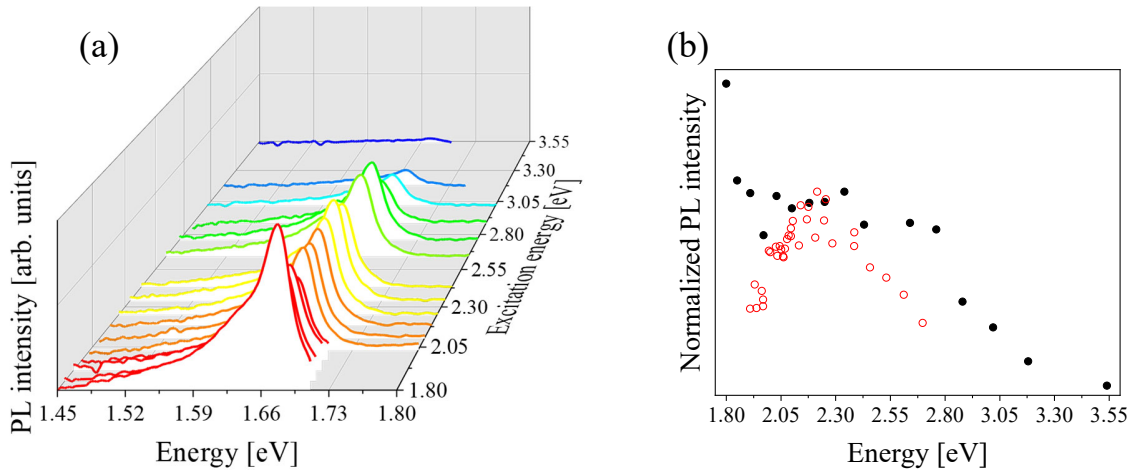 (a)
PL intensity [arb. units]
1.45 1.52 1.59 1.66 1.73 1.80
Energy [eV]
1.80
2.05
2.30
2.55
2.80
3.05
3.30
3.55
Excitation energy [eV]
(b)
Normalized PL intensity
1.80 2.05 2.30 2.55 2.80 3.05 3.30 3.55
Energy [eV]